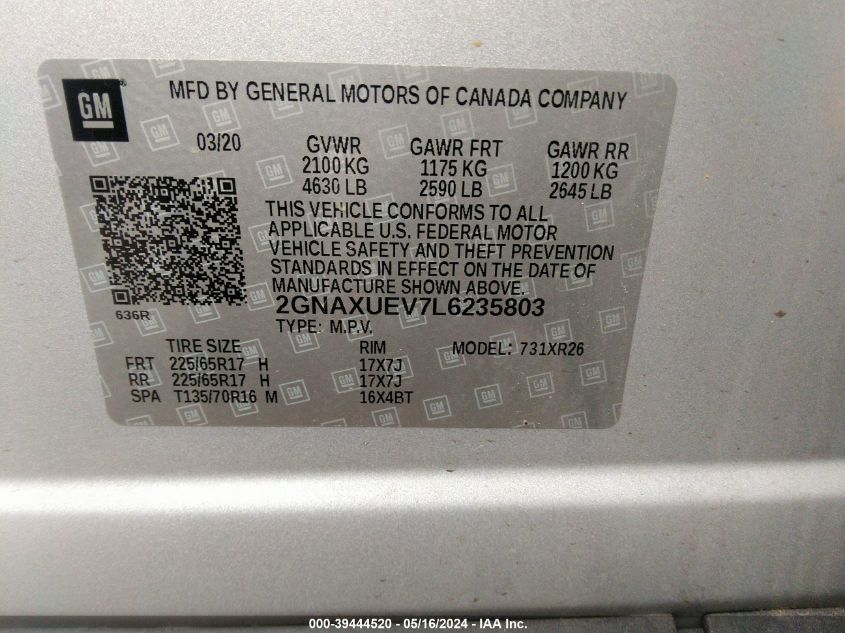 GM
MFD BY GENERAL MOTORS OF CANADA COMPANY
03/20 GVWR GAWR FRT GAWR RR
2100 KG 1175 KG 1200 KG
4630 LB 2590 LB 2645 LB
THIS VEHICLE CONFORMS TO ALL
APPLICABLE U.S. FEDERAL MOTOR
VEHICLE SAFETY AND THEFT PREVENTION
STANDARDS IN EFFECT ON THE DATE OF
MANUFACTURE SHOWN ABOVE.
2GNAXUEV7L6235803
636R
TYPE: M.P.V.
TIRE SIZE RIM MODEL: 731XR26
FRT 225/65R17 H 17X7J
RR 225/65R17 H 17X7J
SPA T135/70R16 M 16X4BT
000-39444520 - 05/16/2024 - IAA Inc.